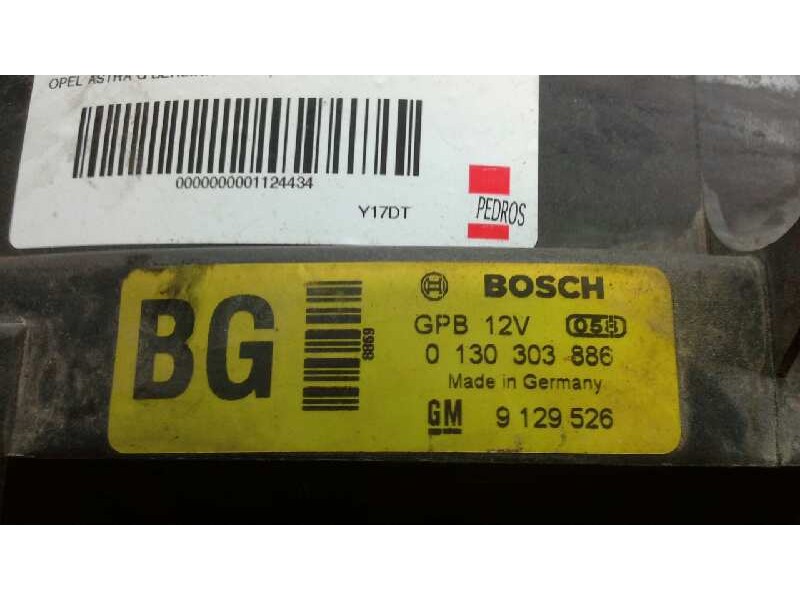 OPEL ASTRA G
0000000001124434
Y17DT
PEDROS
BG
8869
BOSCH
GPB 12V 058
0 130 303 886
Made in Germany
GM 9 129 526